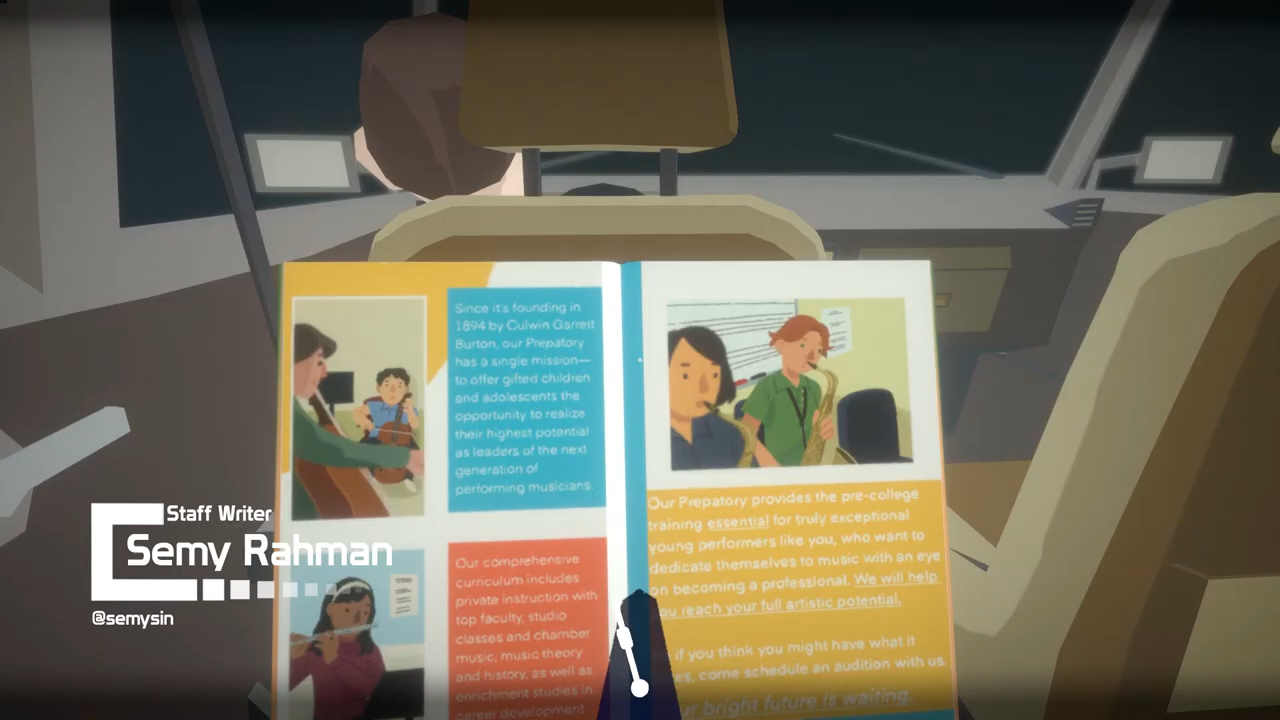 Since it's founding in
1894 by Culwin Garrett
Burton, our Prepatory
has a single mission—
to offer gifted children
and adolescents the
opportunity to realize
their highest potential
as leaders of the next
generation of
performing musicians.
Our comprehensive
curriculum includes
private instruction with
top faculty, studio
classes and chamber
music, music theory
and history, as well as
enrichment studies in
career development
Our Prepatory provides the pre-college
training essential for truly exceptional
young performers like you, who want to
dedicate themselves to music with an eye
on becoming a professional. We will help
you reach your full artistic potential.
if you think you might have what it
come schedule an audition with us.
bright future is waiting.
Staff Writer
Semy Rahman
@semysin